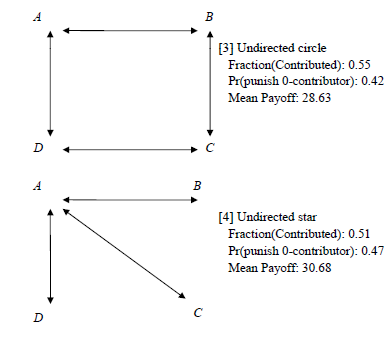 A B
[3] Undirected circle
Fraction(Contributed): 0.55
Pr(punish 0-contributor): 0.42
Mean Payoff: 28.63
D C
A B
[4] Undirected star
Fraction(Contributed): 0.51
Pr(punish 0-contributor): 0.47
Mean Payoff: 30.68
D C